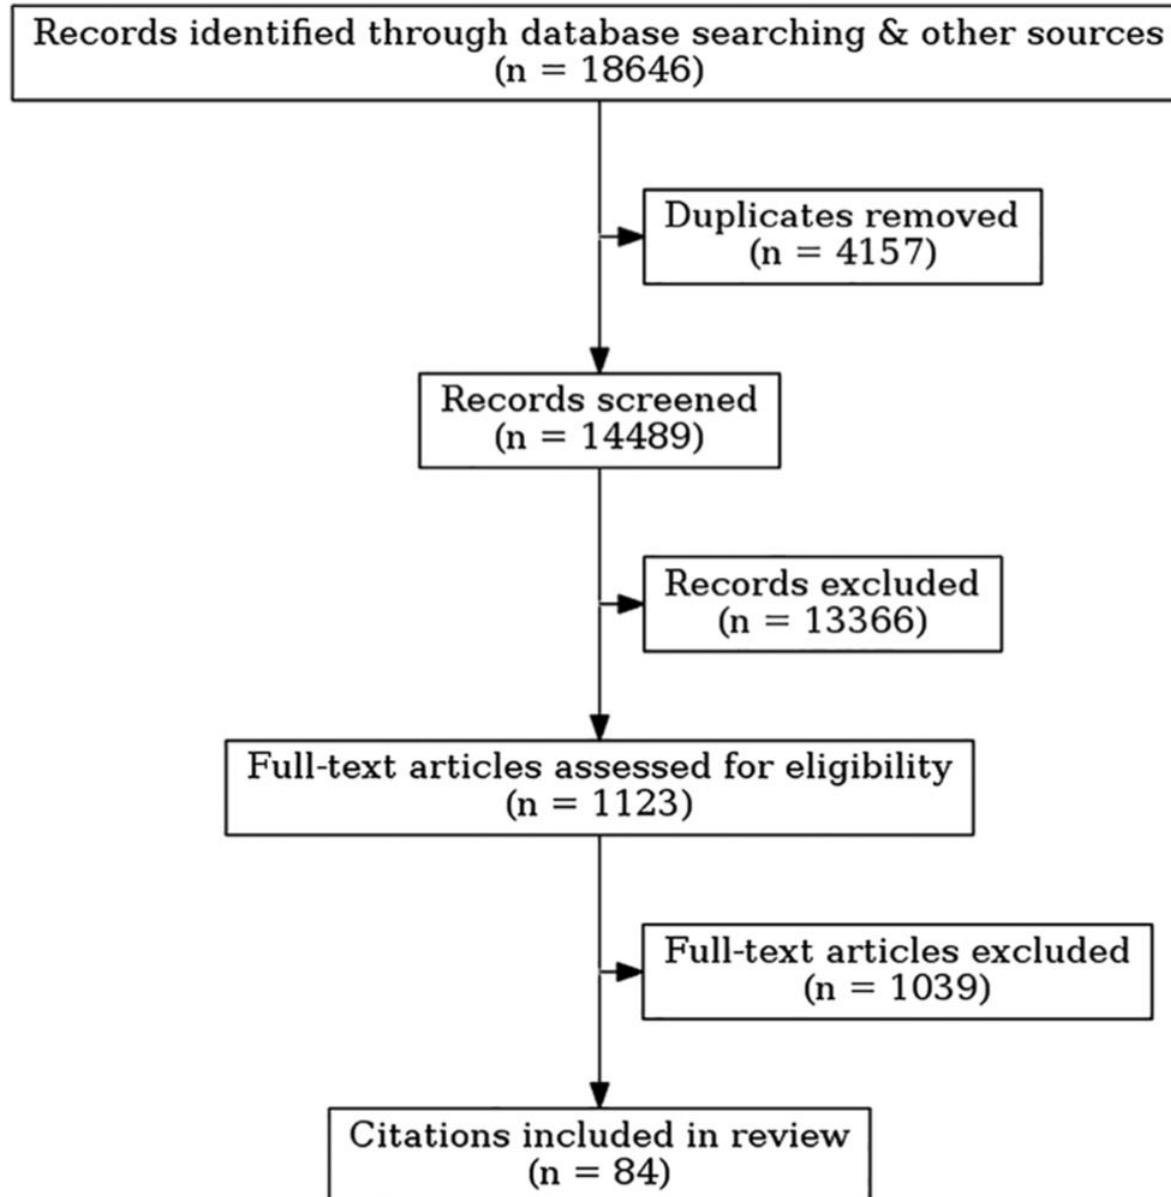 Records identified through database searching & other sources
(n = 18646)
Duplicates removed
(n = 4157)
Records screened
(n = 14489)
Records excluded
(n = 13366)
Full-text articles assessed for eligibility
(n = 1123)
Full-text articles excluded
(n = 1039)
Citations included in review
(n = 84)